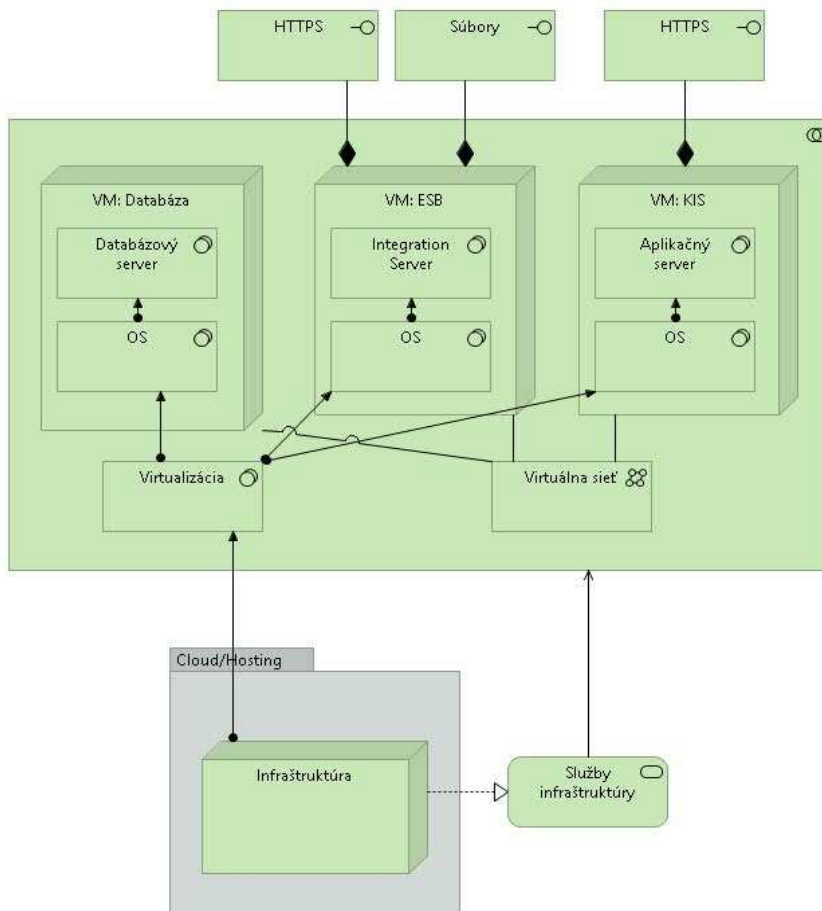 HTTPS
Súbory
HTTPS
VM: Databáza
VM: ESB
VM: KIS
Databázový
server
Integration
Server
Aplikačný
server
OS
OS
OS
Virtualizácia
Virtuálna sieť
Cloud/Hosting
Infraštruktúra
Služby
infraštruktúry